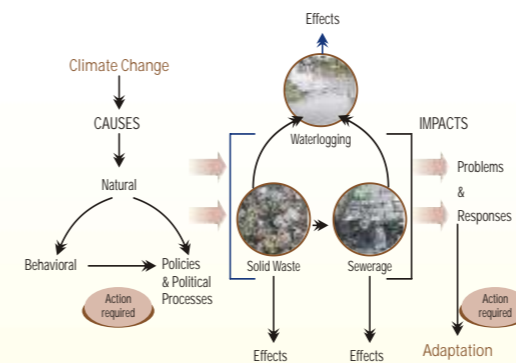 Effects
Climate Change
CAUSES
Waterlogging
IMPACTS
Natural
Problems
&
Responses
Behavioral
Policies
& Political
Processes
Solid Waste
Sewerage
Action
required
Action
required
Effects
Effects
Adaptation